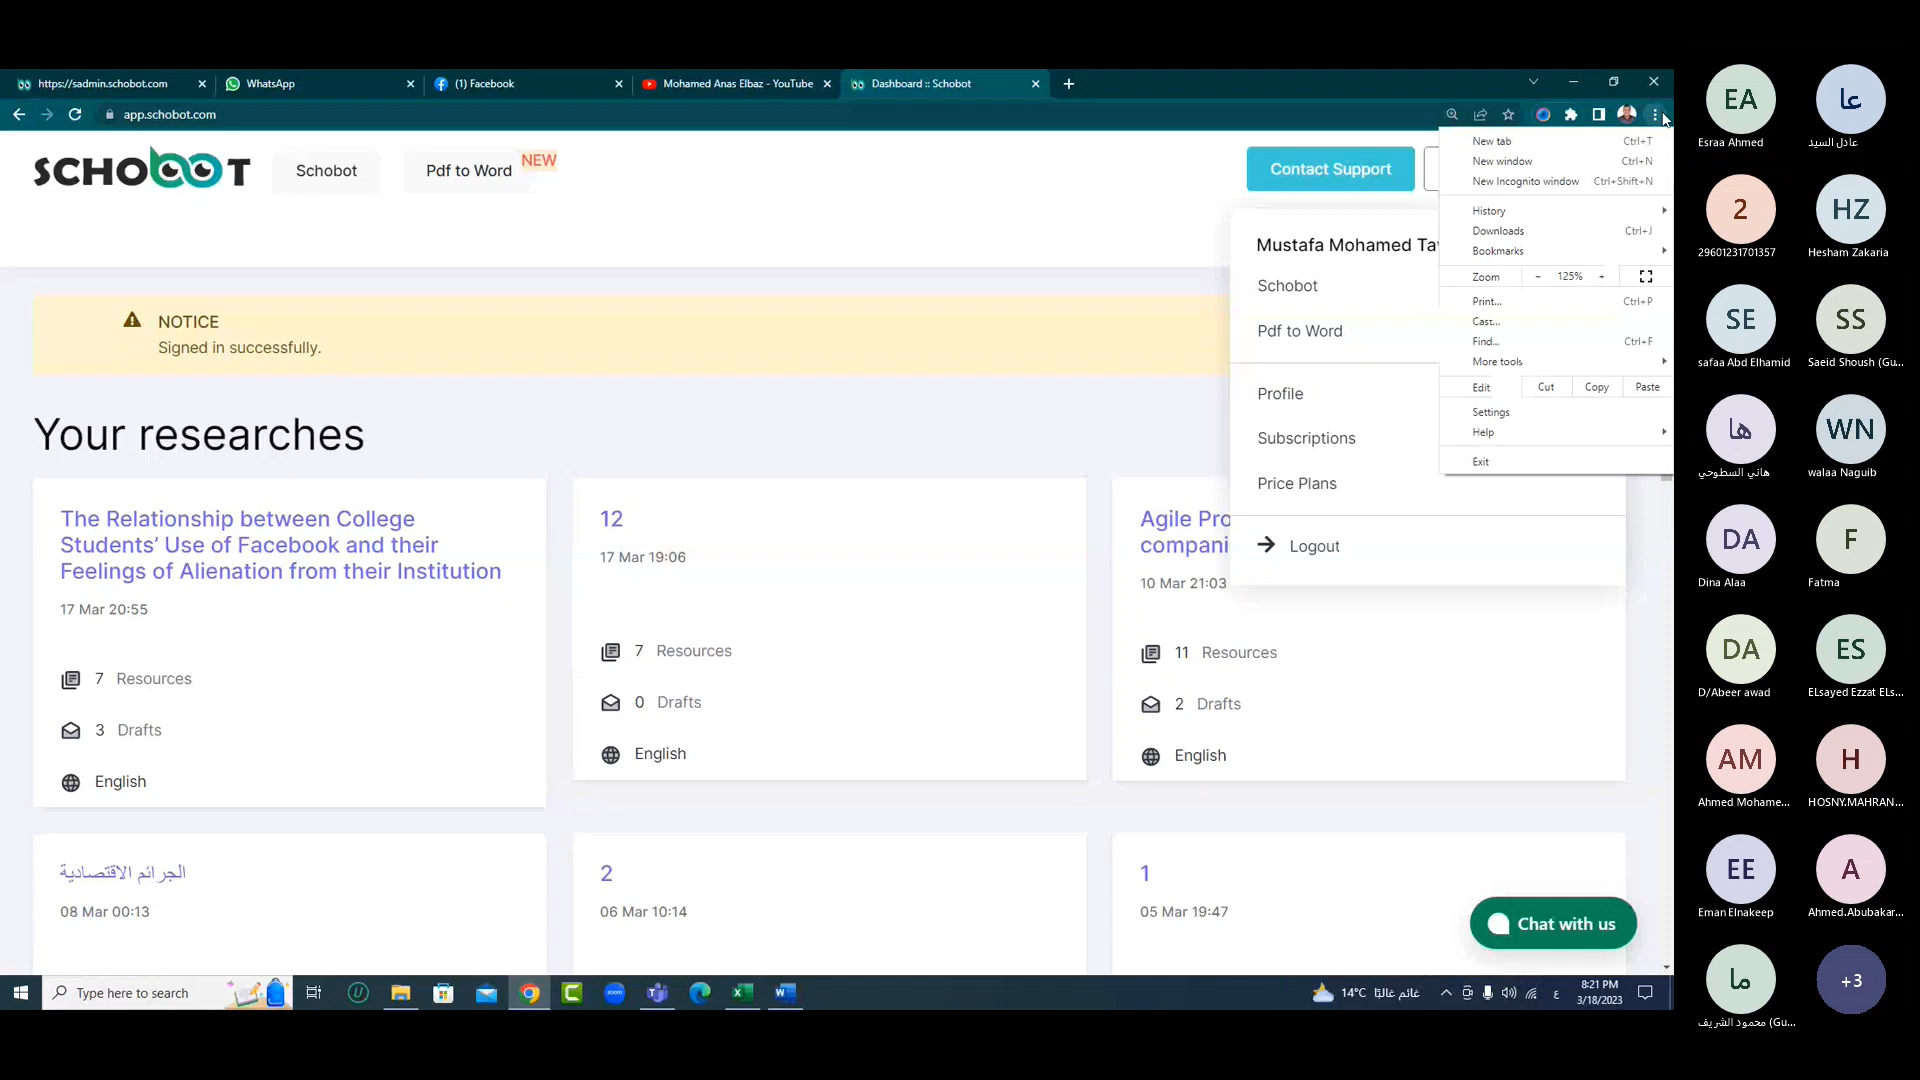 https://sadmin.schobot.com
WhatsApp
(1) Facebook
Mohamed Anas Elbaz - YouTube
Dashboard :: Schobot
app.schobot.com
SCHOBOT
Schobot
Pdf to Word
NEW
Contact Support
New tab Ctrl+T
New window Ctrl+N
New Incognito window Ctrl+Shift+N
History
Downloads Ctrl+J
Bookmarks
Zoom - 125% +
Print... Ctrl+P
Cast...
Find... Ctrl+F
More tools
Edit Cut Copy Paste
Settings
Help
Exit
Mustafa Mohamed Ta
Schobot
Pdf to Word
Profile
Subscriptions
Price Plans
Logout
NOTICE
Signed in successfully.
Your researches
The Relationship between College
Students’ Use of Facebook and their
Feelings of Alienation from their Institution
17 Mar 20:55
7 Resources
3 Drafts
English
12
17 Mar 19:06
7 Resources
0 Drafts
English
Agile Pro
compani
10 Mar 21:03
11 Resources
2 Drafts
English
الجرائم الاقتصادية
08 Mar 00:13
2
06 Mar 10:14
1
05 Mar 19:47
Chat with us
Type here to search
14°C غائم غالبًا
ع
8:21 PM
3/18/2023
EA
Esraa Ahmed
عا
عادل السيد
2
29601231701357
HZ
Hesham Zakaria
SE
safaa Abd Elhamid
SS
Saeid Shoush (Gu...
ها
هاني السطوحي
WN
walaa Naguib
DA
Dina Alaa
F
Fatma
DA
D/Abeer awad
ES
ELsayed Ezzat ELs...
AM
Ahmed Mohame...
H
HOSNY.MAHRAN...
EE
Eman Elnakeep
A
Ahmed.Abubakar...
ما
محمود الشريف (Gu...
+3